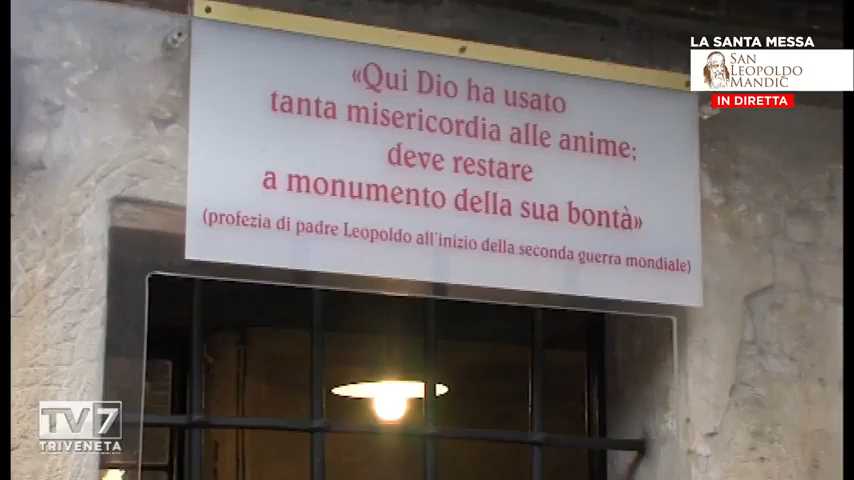 LA SANTA MESSA
SAN
LEOPOLDO
MANDIĆ
IN DIRETTA
«Qui Dio ha usato
tanta misericordia alle anime;
deve restare
a monumento della sua bontà»
(profezia di padre Leopoldo all'inizio della seconda guerra mondiale)
TV7
TRIVENETA